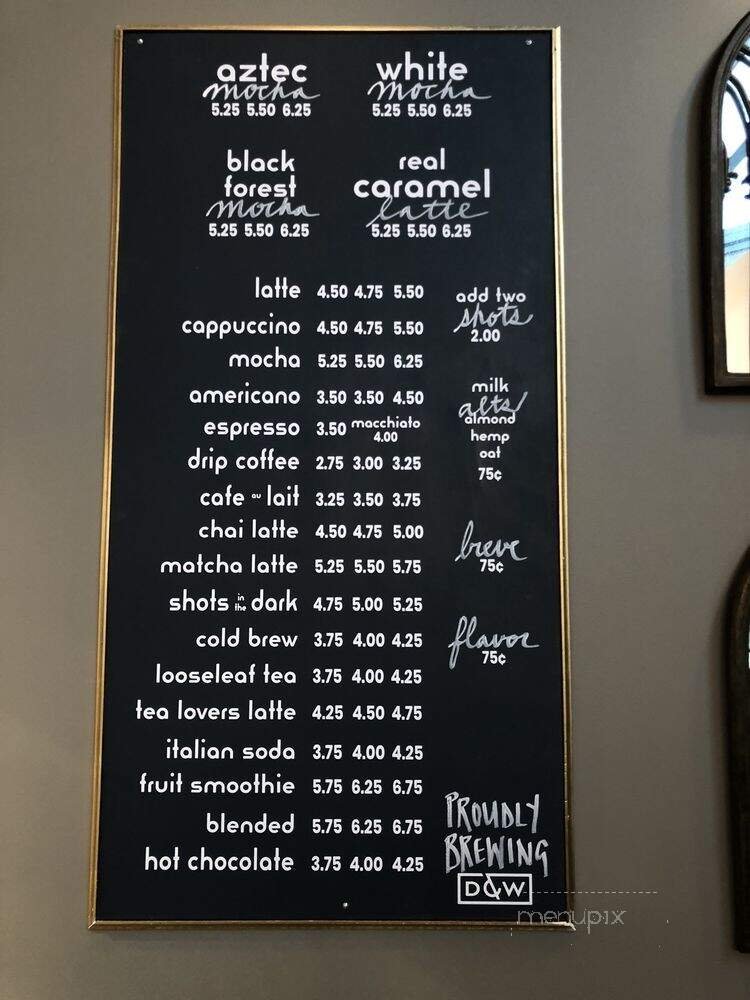 aztec
mocha
5.25 5.50 6.25
white
mocha
5.25 5.50 6.25
black
forest
mocha
5.25 5.50 6.25
real
caramel
latte
5.25 5.50 6.25
latte 4.50 4.75 5.50
cappuccino 4.50 4.75 5.50
mocha 5.25 5.50 6.25
americano 3.50 3.50 4.50
espresso 3.50 macchiato 4.00
drip coffee 2.75 3.00 3.25
cafe au lait 3.25 3.50 3.75
chai latte 4.50 4.75 5.00
matcha latte 5.25 5.50 5.75
shots in the dark 4.75 5.00 5.25
cold brew 3.75 4.00 4.25
looseleaf tea 3.75 4.00 4.25
tea lovers latte 4.25 4.50 4.75
italian soda 3.75 4.00 4.25
fruit smoothie 5.75 6.25 6.75
blended 5.75 6.25 6.75
hot chocolate 3.75 4.00 4.25
add two
shots
2.00
milk
alts
almond
hemp
oat
75¢
breve
75¢
flavor
75¢
PROUDLY
BREWING
D&W
menupix